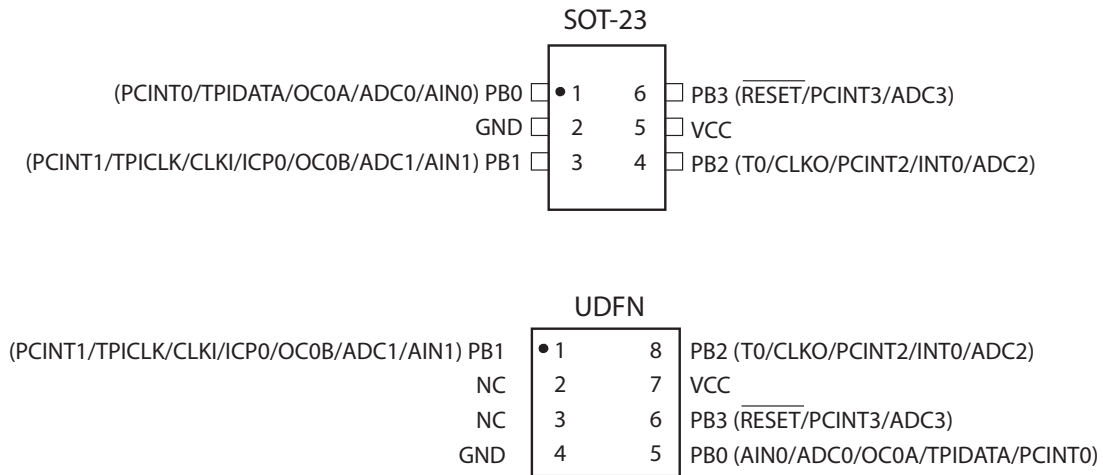 SOT-23
(PCINT0/TPIDATA/OC0A/ADC0/AIN0) PB0 1 6 PB3 (RESET/PCINT3/ADC3)
GND 2 5 VCC
(PCINT1/TPICLK/CLKI/ICP0/OC0B/ADC1/AIN1) PB1 3 4 PB2 (T0/CLKO/PCINT2/INT0/ADC2)
UDFN
(PCINT1/TPICLK/CLKI/ICP0/OC0B/ADC1/AIN1) PB1 1 8 PB2 (T0/CLKO/PCINT2/INT0/ADC2)
NC 2 7 VCC
NC 3 6 PB3 (RESET/PCINT3/ADC3)
GND 4 5 PB0 (AIN0/ADC0/OC0A/TPIDATA/PCINT0)